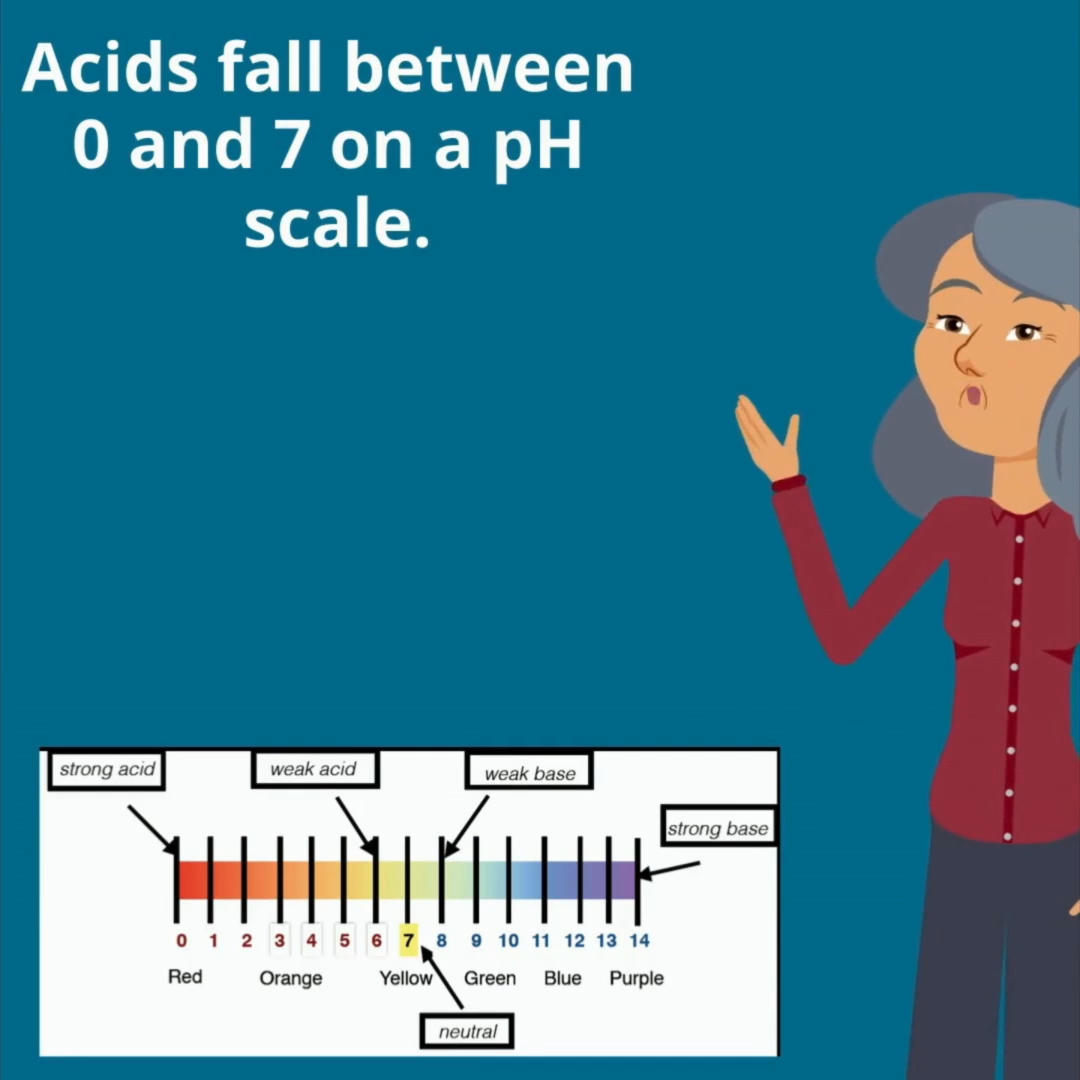 Acids fall between
0 and 7 on a pH
scale.
strong acid
weak acid
weak base
strong base
0 1 2 3 4 5 6 7 8 9 10 11 12 13 14
Red Orange Yellow Green Blue Purple
neutral